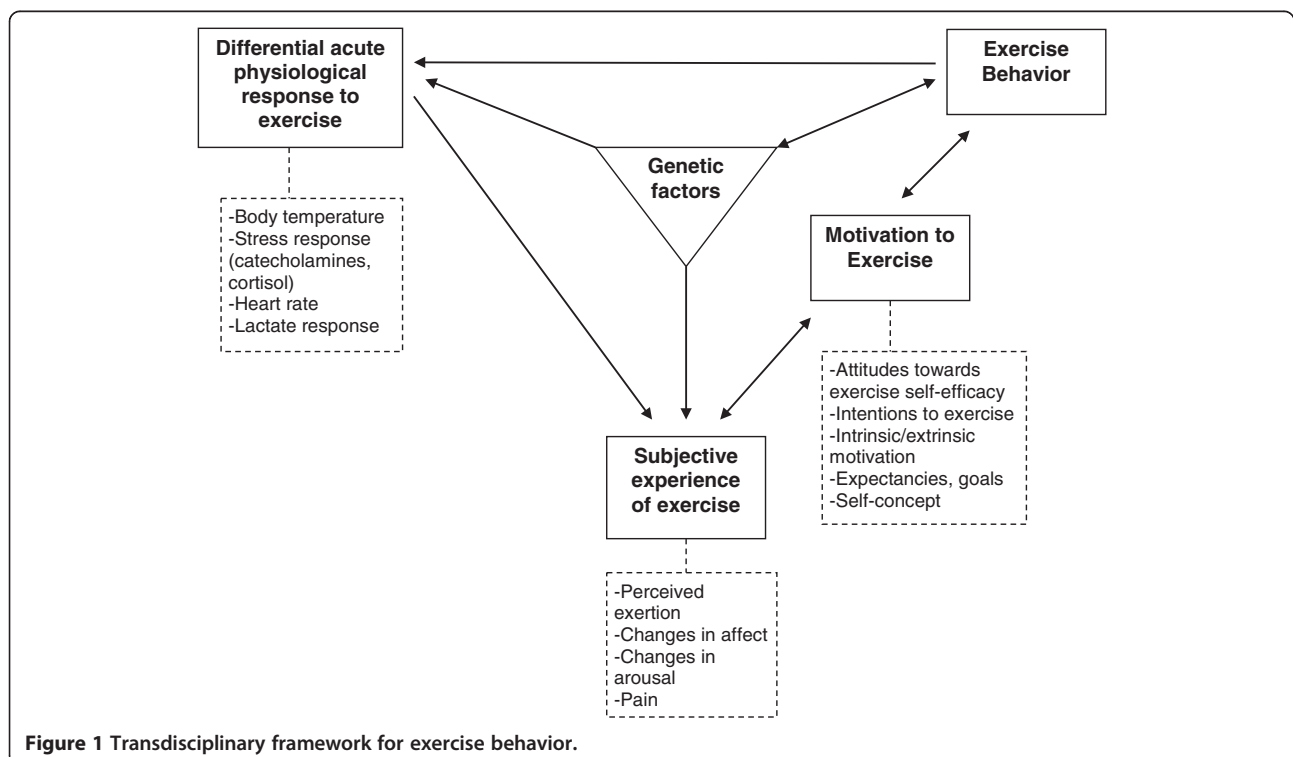 Differential acute
physiological
response to
exercise
Exercise
Behavior
Genetic
factors
-Body temperature
-Stress response
(catecholamines,
cortisol)
-Heart rate
-Lactate response
Motivation to
Exercise
-Attitudes towards
exercise self-efficacy
-Intentions to exercise
-Intrinsic/extrinsic
motivation
-Expectancies, goals
-Self-concept
Subjective
experience
of exercise
-Perceived
exertion
-Changes in affect
-Changes in
arousal
-Pain
Figure 1 Transdisciplinary framework for exercise behavior.